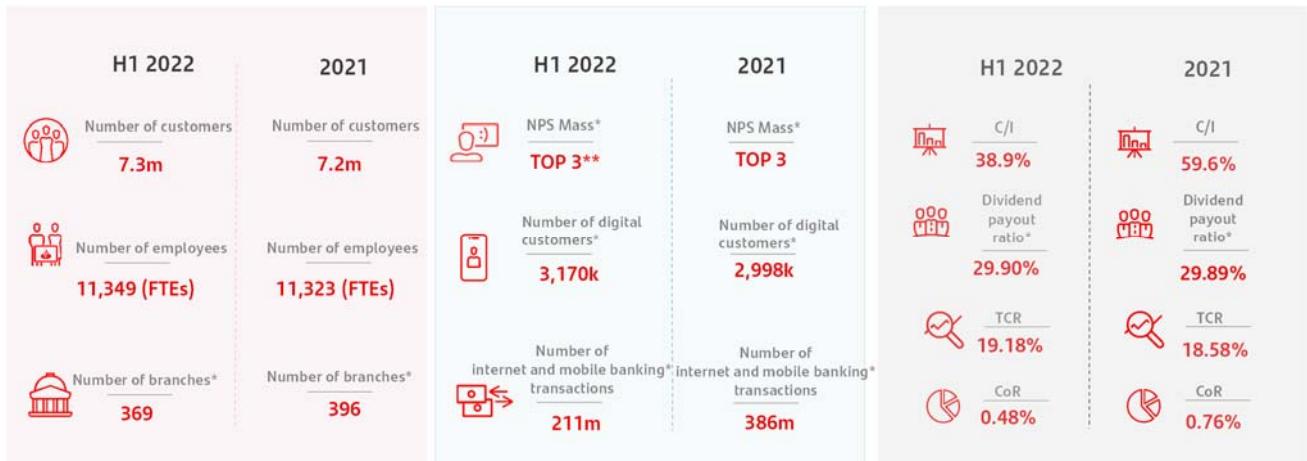 H1 2022
2021
Number of customers
7.3m
Number of customers
7.2m
Number of employees
11,349 (FTEs)
Number of employees
11,323 (FTEs)
Number of branches*
369
Number of branches*
396
H1 2022
2021
NPS Mass*
TOP 3**
NPS Mass*
TOP 3
Number of digital
customers*
3,170k
Number of digital
customers*
2,998k
Number of
internet and mobile banking*
transactions
211m
Number of
internet and mobile banking*
transactions
386m
H1 2022
2021
C/I
38.9%
C/I
59.6%
Dividend
payout
ratio*
29.90%
Dividend
payout
ratio*
29.89%
TCR
19.18%
TCR
18.58%
CoR
0.48%
CoR
0.76%